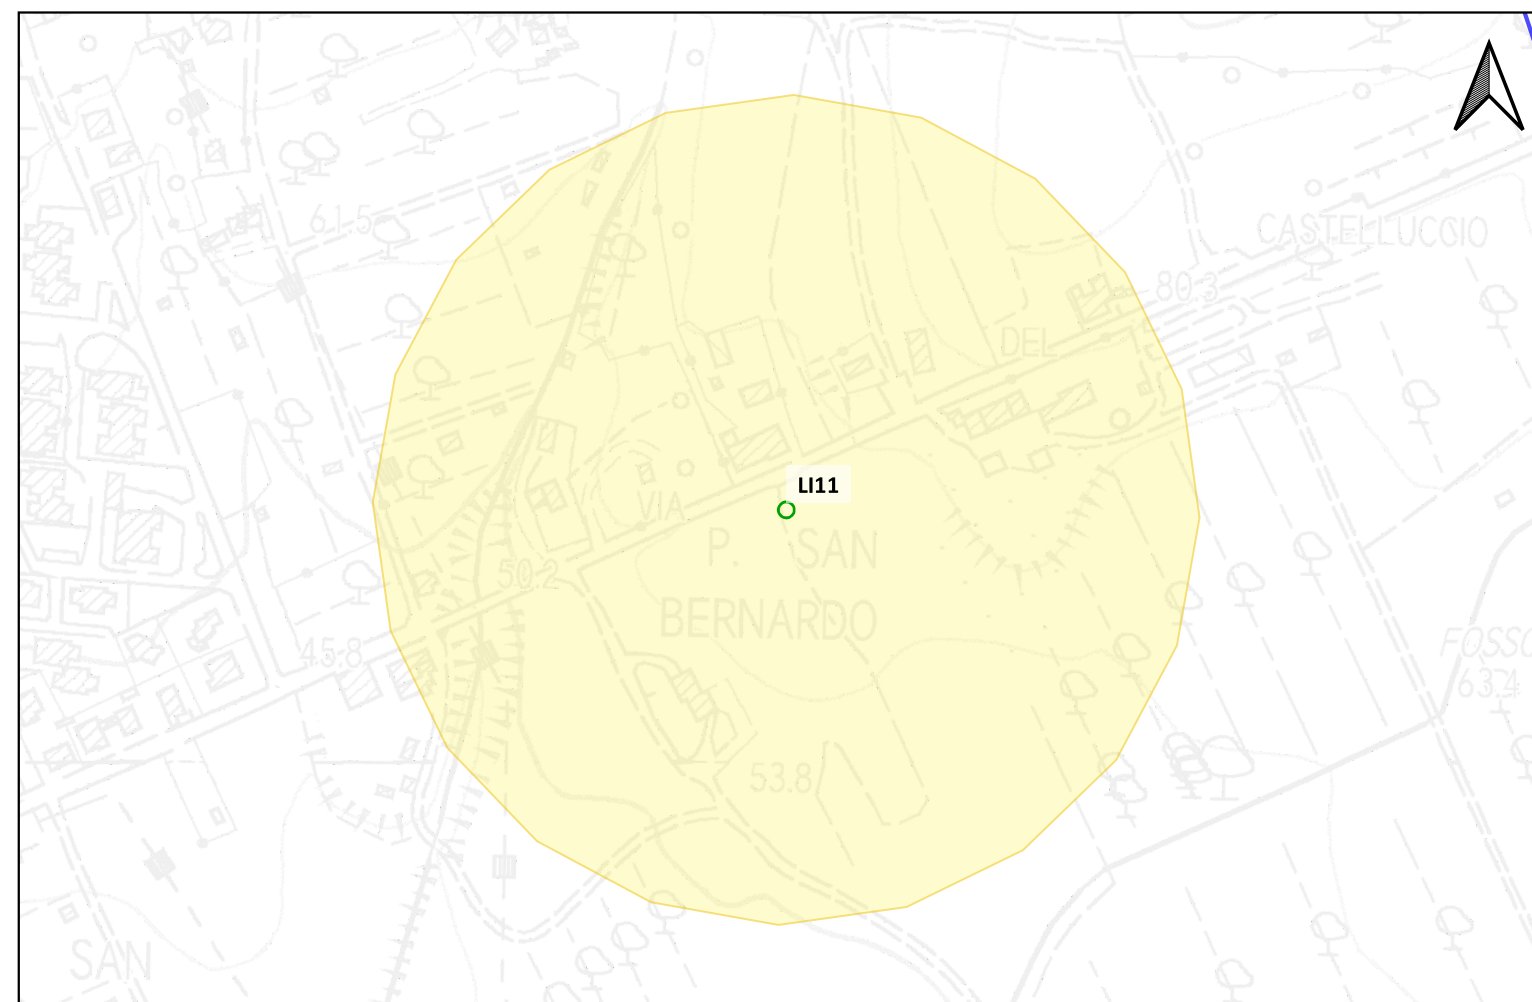 61.5
CASTELLUCCIO
80.3
DEL
LI11
VIA
P. SAN
BERNARDO
50.2
45.8
FOSSO
63.4
53.8
SAN